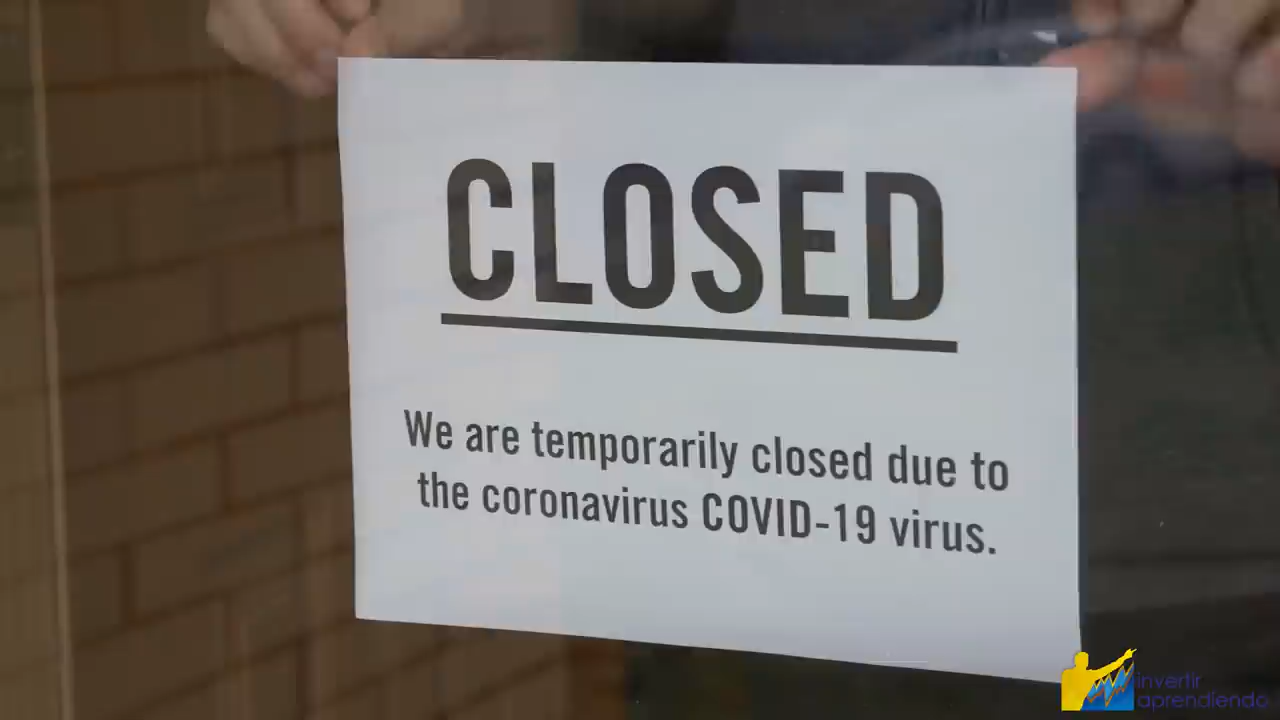 CLOSED
We are temporarily closed due to
the coronavirus COVID-19 virus.
invertir
aprendiendo